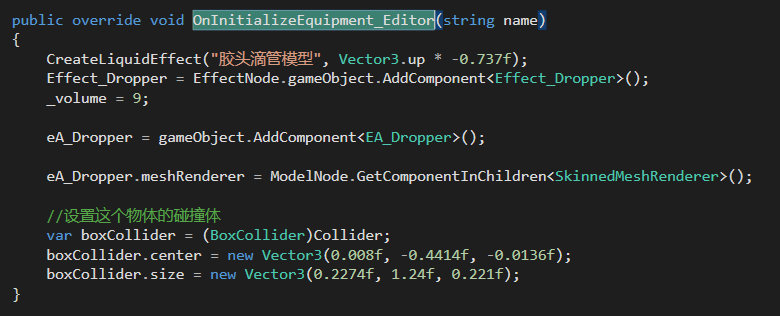 public override void OnInitializeEquipment_Editor(string name)
{
CreateLiquidEffect("胶头滴管模型", Vector3.up * -0.737f);
Effect_Dropper = EffectNode.gameObject.AddComponent<Effect_Dropper>();
_volume = 9;
eA_Dropper = gameObject.AddComponent<EA_Dropper>();
eA_Dropper.meshRenderer = ModelNode.GetComponentInChildren<SkinnedMeshRenderer>();
//设置这个物体的碰撞体
var boxCollider = (BoxCollider)Collider;
boxCollider.center = new Vector3(0.008f, -0.4414f, -0.0136f);
boxCollider.size = new Vector3(0.2274f, 1.24f, 0.221f);
}